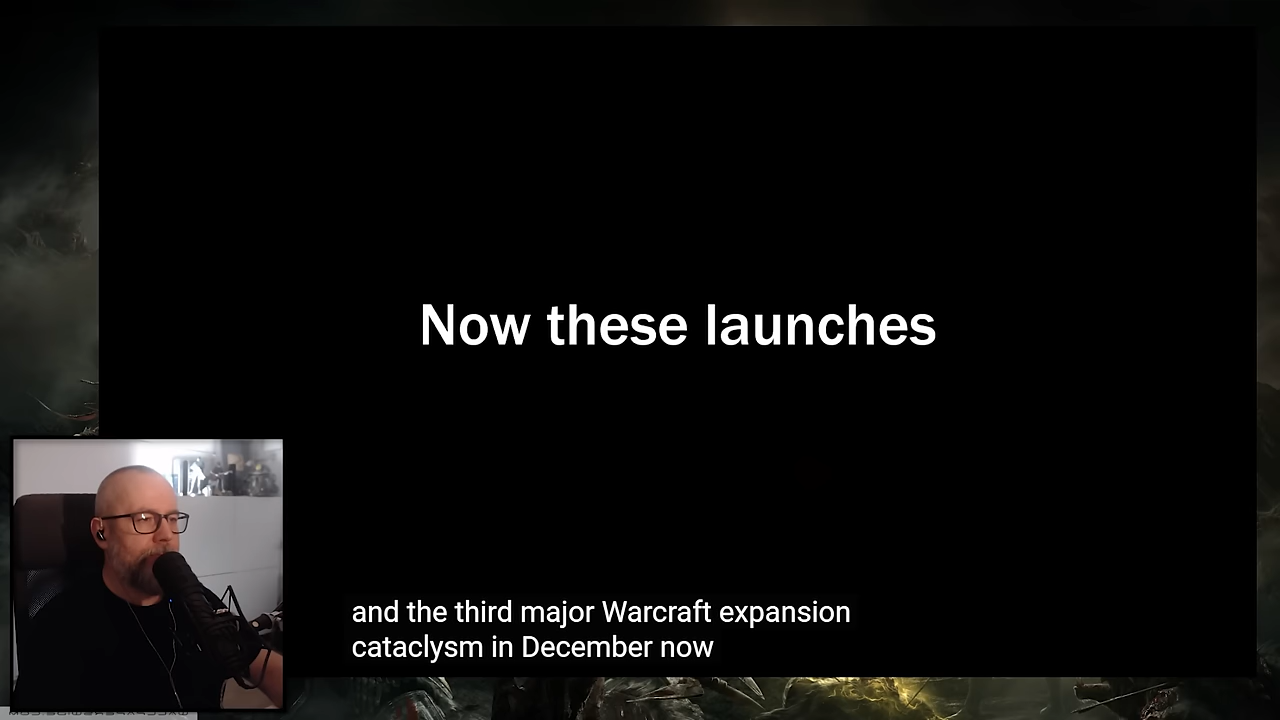 Now these launches
and the third major Warcraft expansion
cataclysm in December now